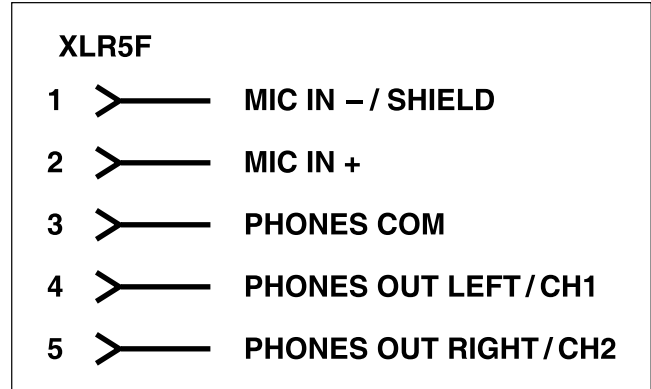 XLR5F
1 MIC IN – / SHIELD
2 MIC IN +
3 PHONES COM
4 PHONES OUT LEFT / CH1
5 PHONES OUT RIGHT / CH2